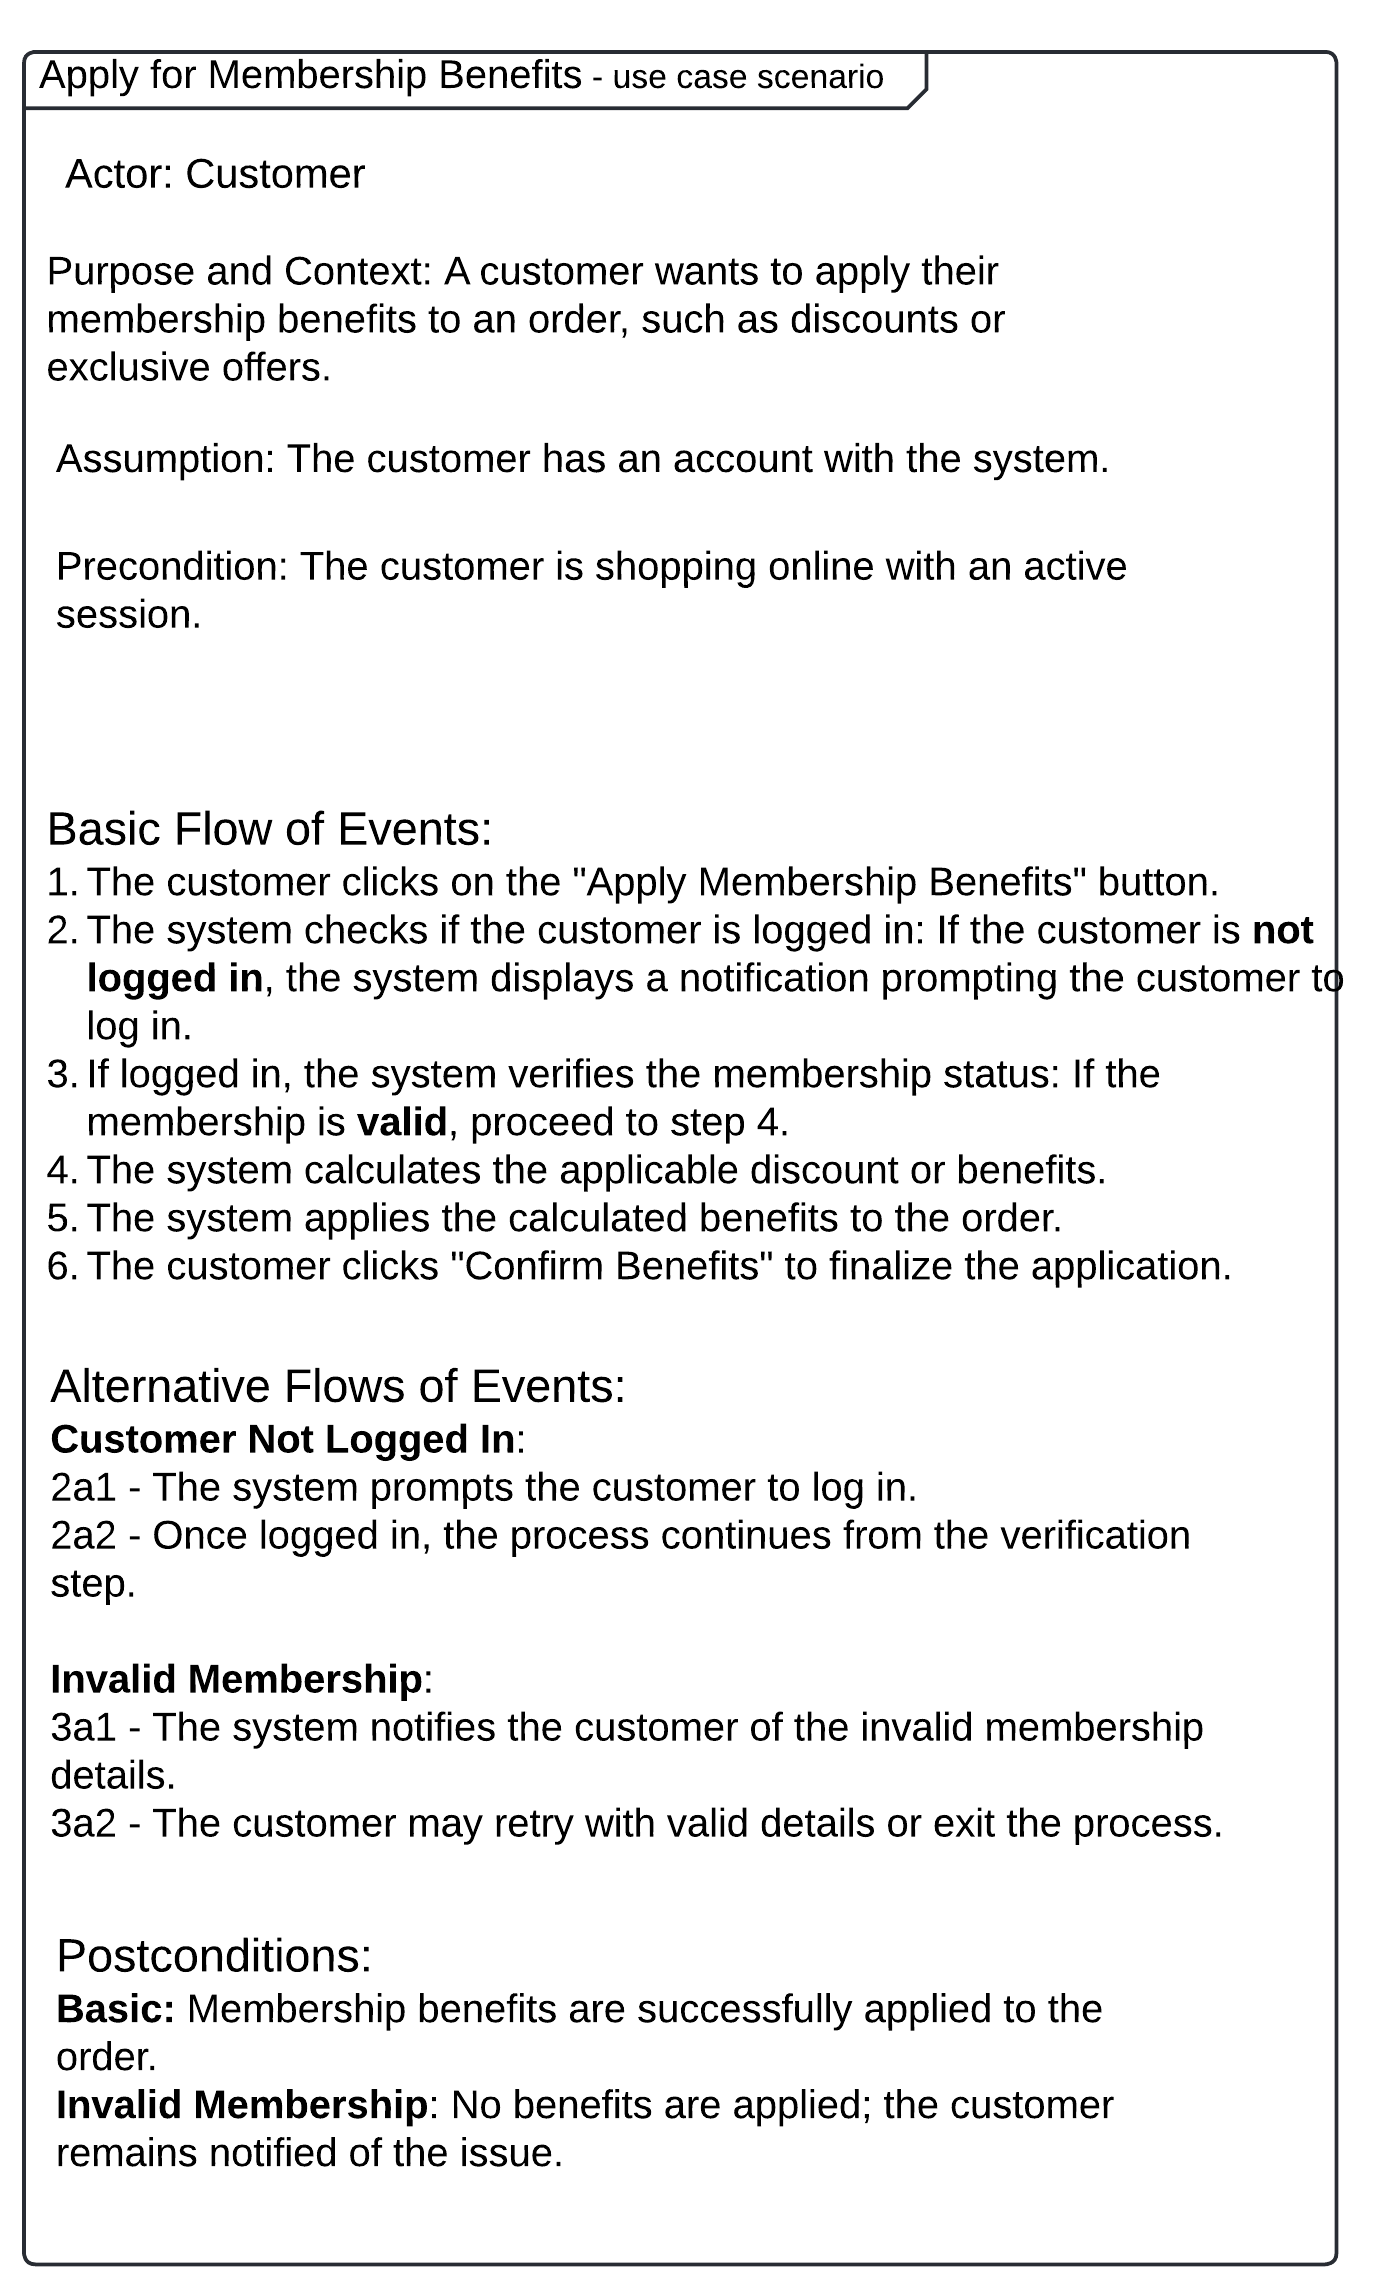 Apply for Membership Benefits - use case scenario
Actor: Customer
Purpose and Context: A customer wants to apply their
membership benefits to an order, such as discounts or
exclusive offers.
Assumption: The customer has an account with the system.
Precondition: The customer is shopping online with an active
session.
Basic Flow of Events:
1. The customer clicks on the "Apply Membership Benefits" button.
2. The system checks if the customer is logged in: If the customer is not
logged in, the system displays a notification prompting the customer to
log in.
3. If logged in, the system verifies the membership status: If the
membership is valid, proceed to step 4.
4. The system calculates the applicable discount or benefits.
5. The system applies the calculated benefits to the order.
6. The customer clicks "Confirm Benefits" to finalize the application.
Alternative Flows of Events:
Customer Not Logged In:
2a1 - The system prompts the customer to log in.
2a2 - Once logged in, the process continues from the verification
step.
Invalid Membership:
3a1 - The system notifies the customer of the invalid membership
details.
3a2 - The customer may retry with valid details or exit the process.
Postconditions:
Basic: Membership benefits are successfully applied to the
order.
Invalid Membership: No benefits are applied; the customer
remains notified of the issue.